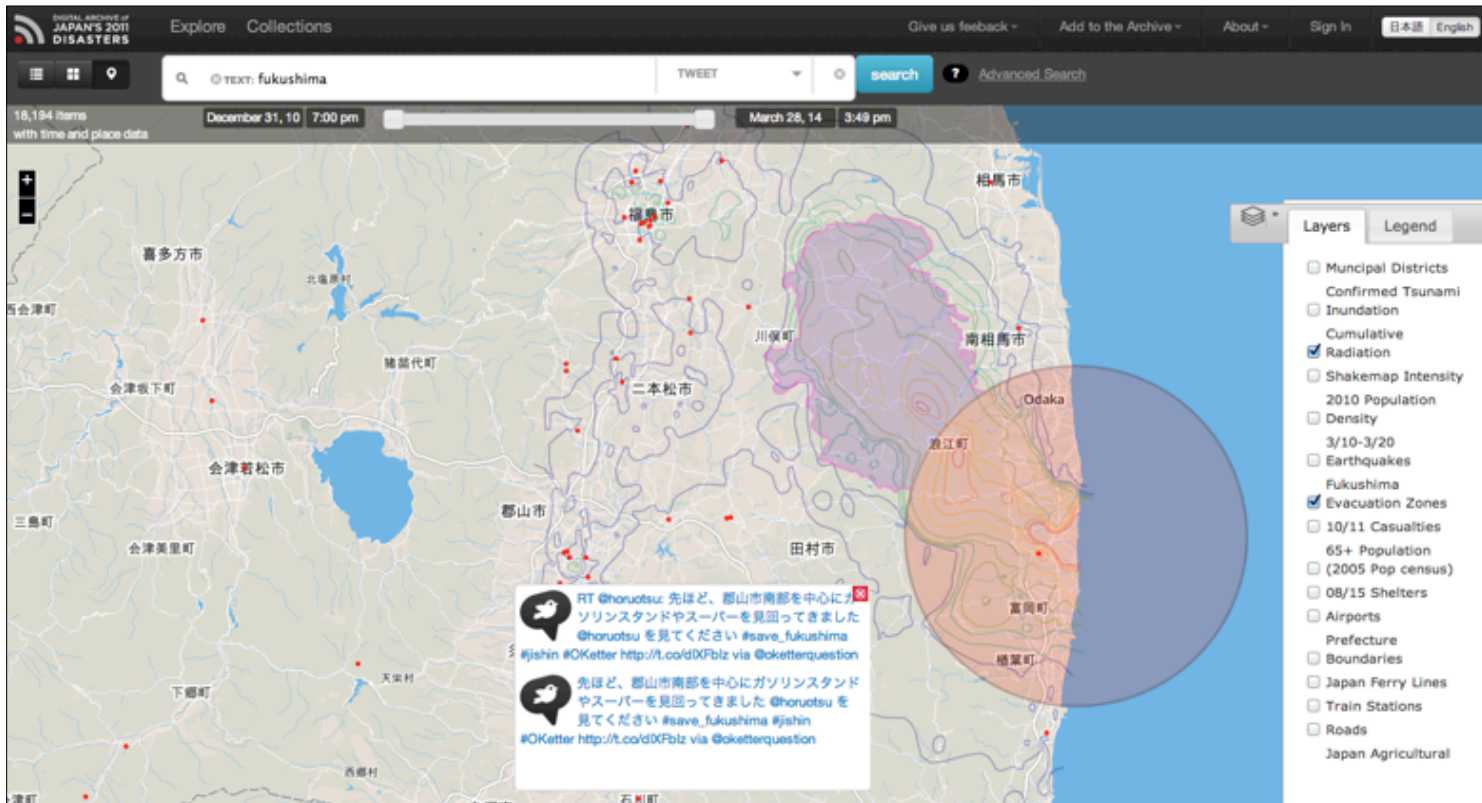 DIGITAL ARCHIVE of
JAPAN'S 2011
DISASTERS
Explore Collections
Give us feeback
Add to the Archive
About
Sign In
日本語 English
TEXT: fukushima
TWEET
search
?
Advanced Search
18,194 items
with time and place data
December 31, 10 7:00 pm
March 28, 14 3:49 pm
+
−
相馬市
福島市
喜多方市
北塩原村
西会津町
川俣町
南相馬市
猪苗代町
会津坂下町
二本松市
Odaka
浪江町
会津若松市
郡山市
三島町
会津美里町
田村市
富岡町
楢葉町
天栄村
下郷町
西郷村
石川町
RT @horuotsu: 先ほど、郡山市南部を中心にガ
ソリンスタンドやスーパーを見回ってきました
@horuotsu を見てください #save_fukushima
#jishin #OKetter http://t.co/dIXFbIz via @oketterquestion
先ほど、郡山市南部を中心にガソリンスタンド
やスーパーを見回ってきました @horuotsu を
見てください #save_fukushima #jishin
#OKetter http://t.co/dIXFbIz via @oketterquestion
Layers Legend
Muncipal Districts
Confirmed Tsunami
Inundation
Cumulative
Radiation
Shakemap Intensity
2010 Population
Density
3/10-3/20
Earthquakes
Fukushima
Evacuation Zones
10/11 Casualties
65+ Population
(2005 Pop census)
08/15 Shelters
Airports
Prefecture
Boundaries
Japan Ferry Lines
Train Stations
Roads
Japan Agricultural